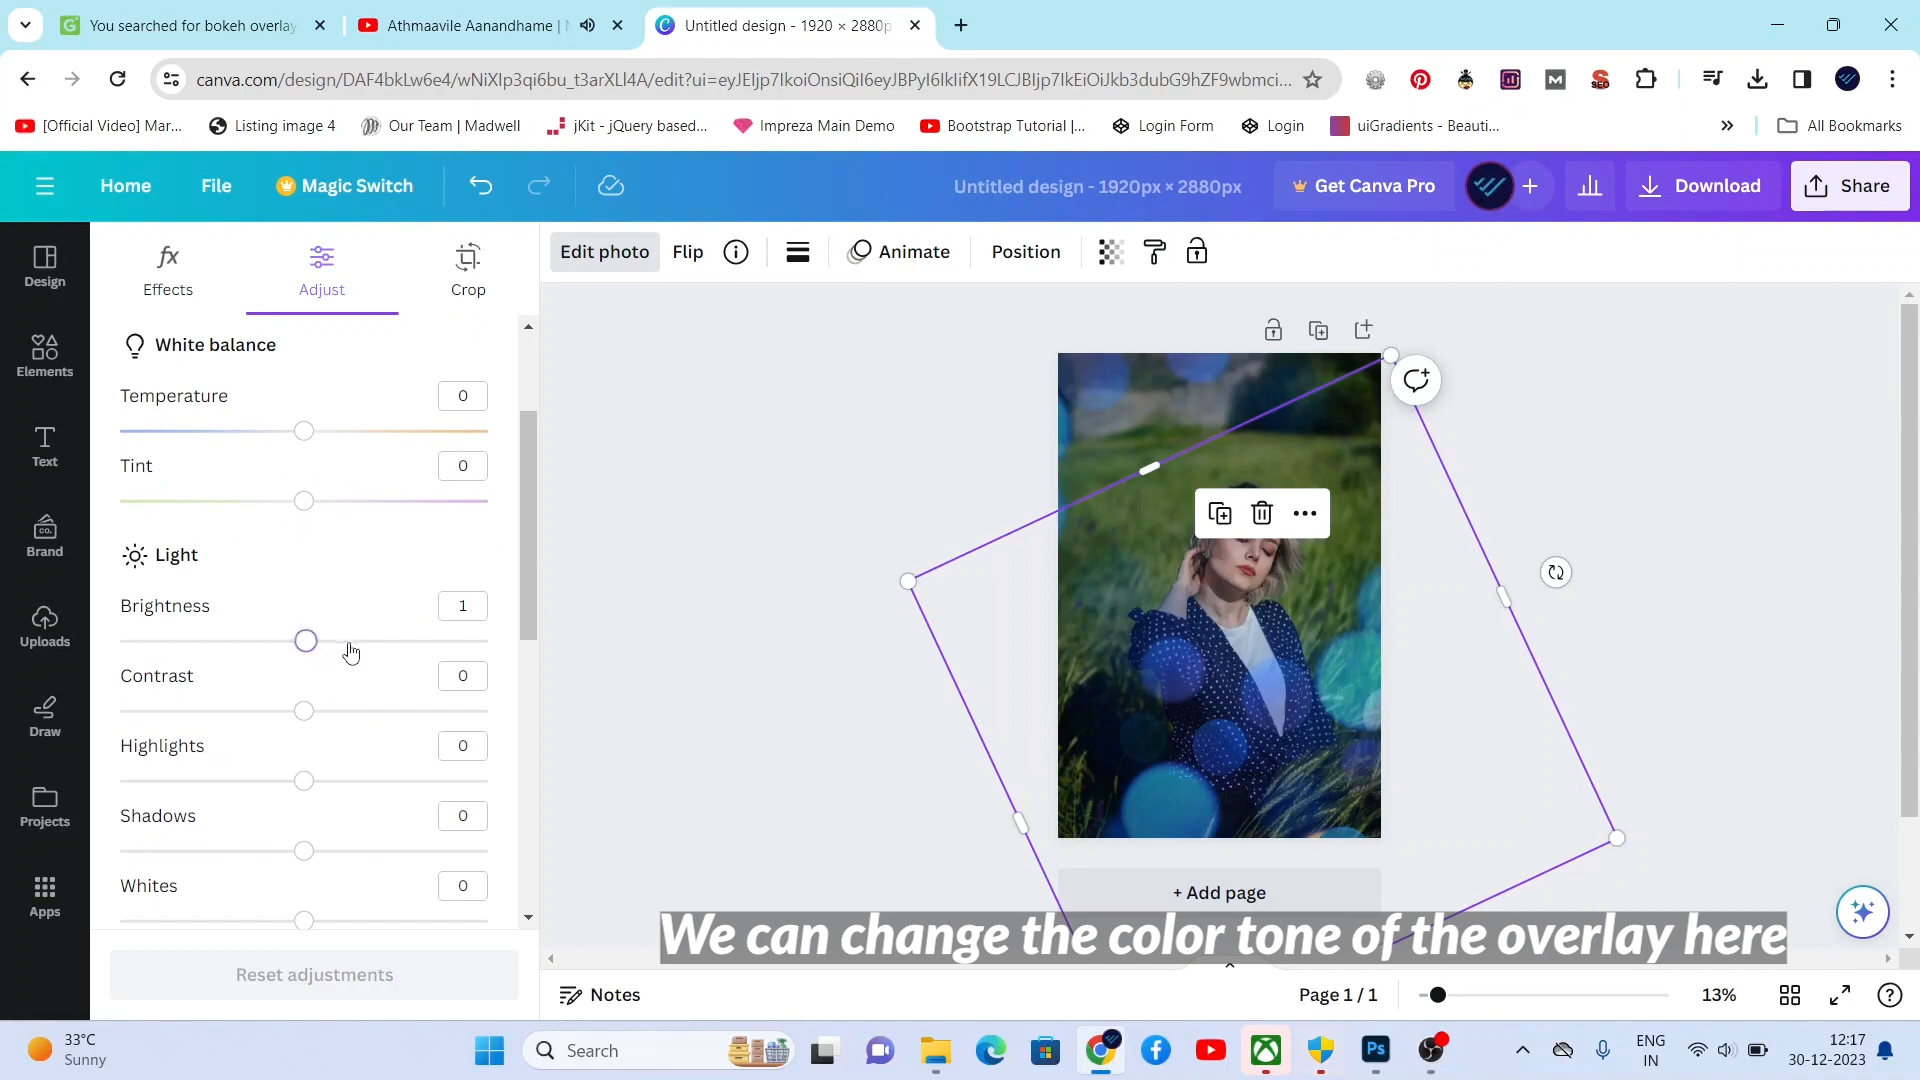 You searched for bokeh overlay
Athmaavile Aanandhame |
Untitled design - 1920 × 2880p
canva.com/design/DAF4bkLw6e4/wNiXIp3qi6bu_t3arXLl4A/edit?ui=eyJEIjp7IkoiOnsiQiI6eyJBPyI6IkIifX19LCJBIjp7IkEiOiJkb3dubG9hZF9wbmci...
[Official Video] Mar...
Listing image 4
Our Team | Madwell
jKit - jQuery based...
Impreza Main Demo
Bootstrap Tutorial |...
Login Form
Login
uiGradients - Beauti...
All Bookmarks
Home
File
Magic Switch
Untitled design - 1920px × 2880px
Get Canva Pro
Download
Share
Design
Elements
Text
Brand
Uploads
Draw
Projects
Apps
Effects
Adjust
Crop
Edit photo
Flip
Animate
Position
White balance
Temperature 0
Tint 0
Light
Brightness 1
Contrast 0
Highlights 0
Shadows 0
Whites 0
Reset adjustments
+ Add page
We can change the color tone of the overlay here
Notes
Page 1 / 1
13%
33°C
Sunny
Search
Ps
ENG
IN
12:17
30-12-2023